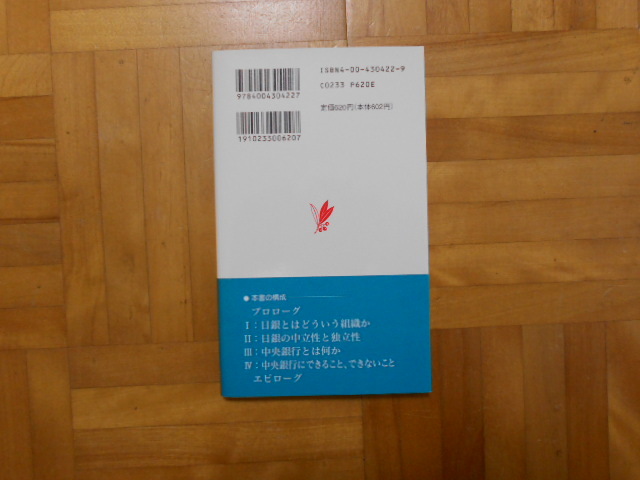 ISBN4-00-430422-9
C0233 P620E
定価620円(本体602円)
9784004304227
1910233006207
● 本書の構成
プロローグ
Ⅰ：日銀とはどういう組織か
Ⅱ：日銀の中立性と独立性
Ⅲ：中央銀行とは何か
Ⅳ：中央銀行にできること、できないこと
エピローグ